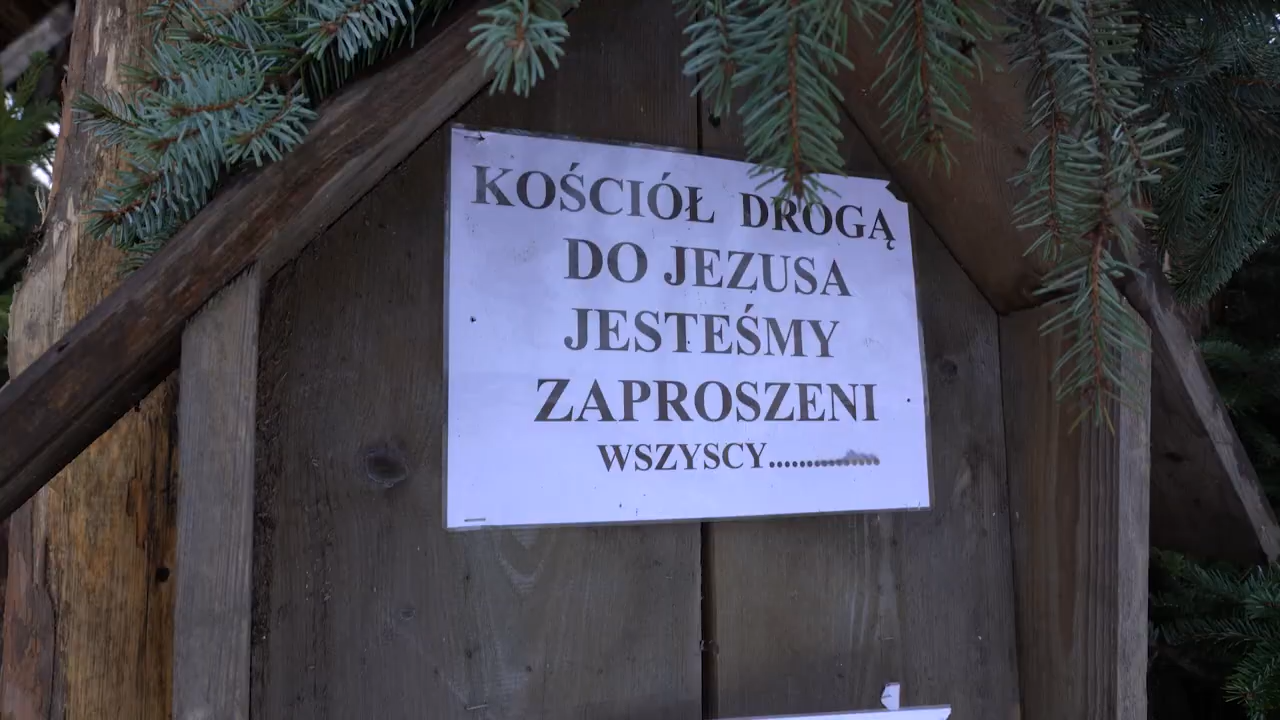 KOŚCIÓŁ DROGĄ
DO JEZUSA
JESTEŚMY
ZAPROSZENI
WSZYSCY....................